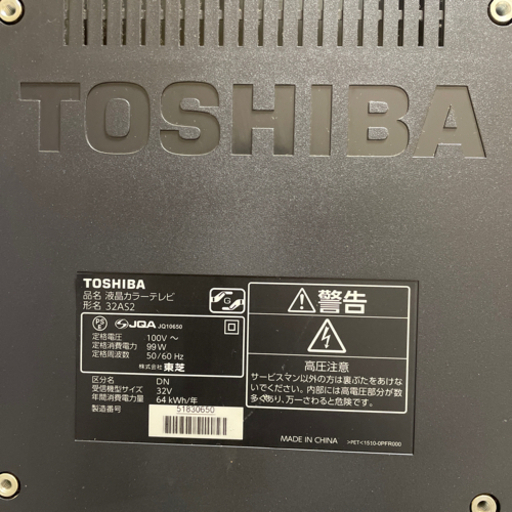 TOSHIBA
TOSHIBA
品名 液晶カラーテレビ
形名 32AS2
G
PS
E
JQA JQ10650
定格電圧 100V ～
定格消費電力 99W
定格周波数 50/60 Hz
株式会社 東芝
区分名 DN
受信機型サイズ 32V
年間消費電力量 64 kWh/年
製造番号 51830650
警告
高圧注意
サービスマン以外の方は裏ぶたをあけな
いでください。内部には高電圧部分が数
多くあり、万一さわると危険です。
MADE IN CHINA
>PET<1510-0PFR000